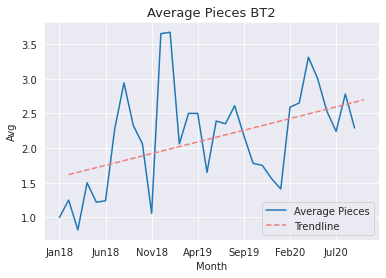 Average Pieces BT2
Avg
3.5
3.0
2.5
2.0
1.5
1.0
Jan18 Jun18 Nov18 Apr19 Sep19 Feb20 Jul20
Month
Average Pieces
Trendline